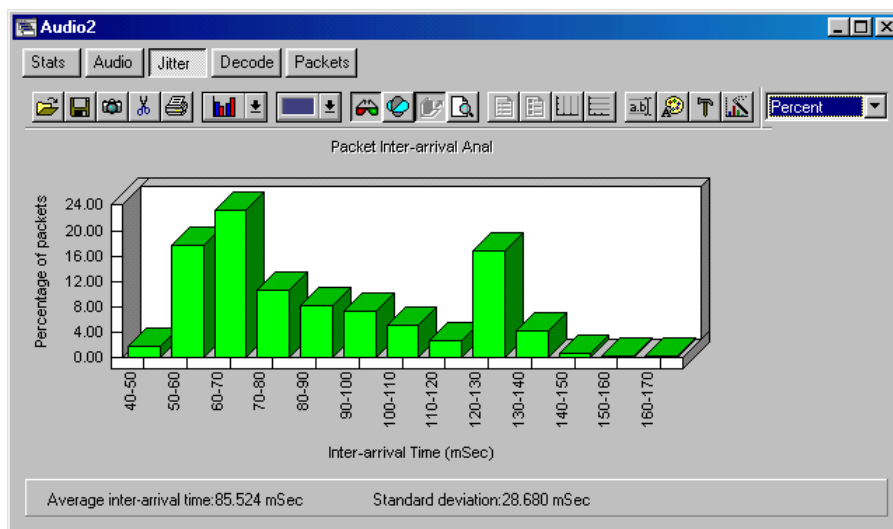 Audio2
Stats Audio Jitter Decode Packets
a.b Percent
Packet Inter-arrival Anal
Percentage of packets
24.00
20.00
16.00
12.00
8.00
4.00
0.00
40-50 50-60 60-70 70-80 80-90 90-100 100-110 110-120 120-130 130-140 140-150 150-160 160-170
Inter-arrival Time (mSec)
Average inter-arrival time:85.524 mSec Standard deviation:28.680 mSec